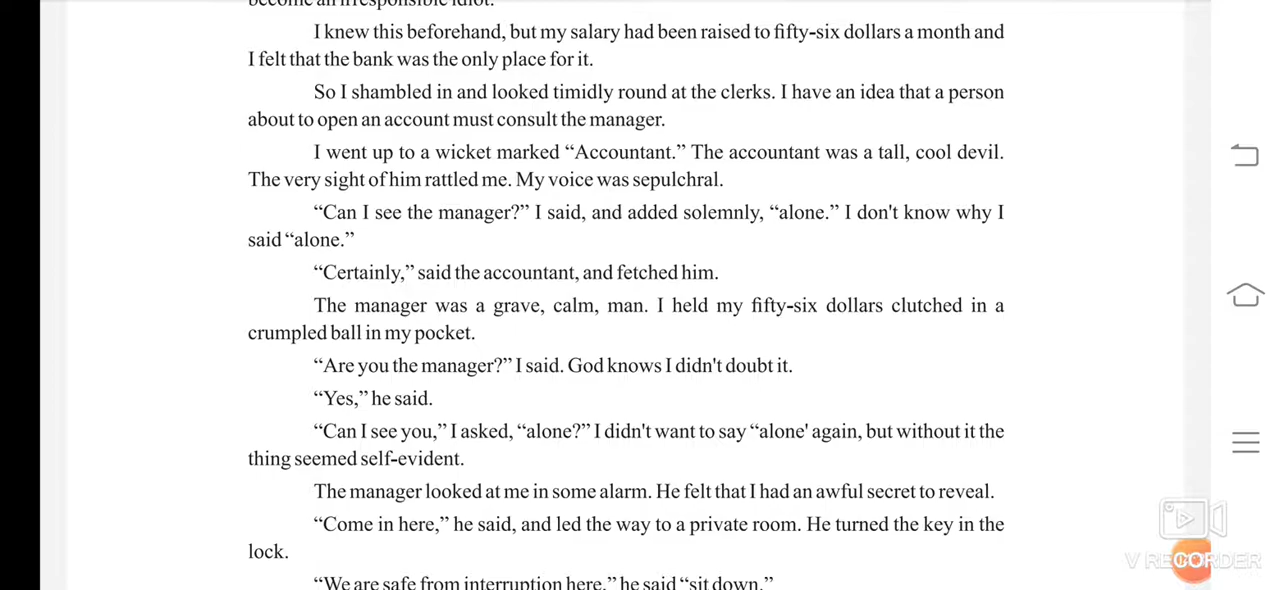 become an irresponsible idiot.
I knew this beforehand, but my salary had been raised to fifty-six dollars a month and
I felt that the bank was the only place for it.
So I shambled in and looked timidly round at the clerks. I have an idea that a person
about to open an account must consult the manager.
I went up to a wicket marked “Accountant.” The accountant was a tall, cool devil.
The very sight of him rattled me. My voice was sepulchral.
“Can I see the manager?” I said, and added solemnly, “alone.” I don't know why I
said “alone.”
“Certainly,” said the accountant, and fetched him.
The manager was a grave, calm, man. I held my fifty-six dollars clutched in a
crumpled ball in my pocket.
“Are you the manager?” I said. God knows I didn't doubt it.
“Yes,” he said.
“Can I see you,” I asked, “alone?” I didn't want to say “alone' again, but without it the
thing seemed self-evident.
The manager looked at me in some alarm. He felt that I had an awful secret to reveal.
“Come in here,” he said, and led the way to a private room. He turned the key in the
lock.
“We are safe from interruption here,” he said “sit down.”
V RECORDER